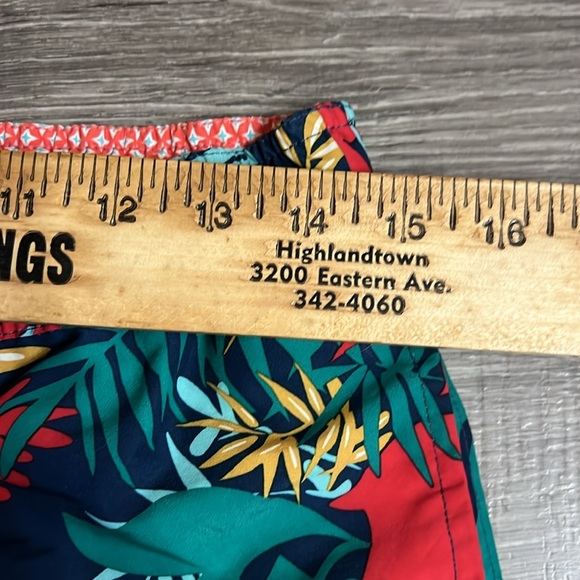 11 12 13 14 15 16
NGS
Highlandtown
3200 Eastern Ave.
342-4060